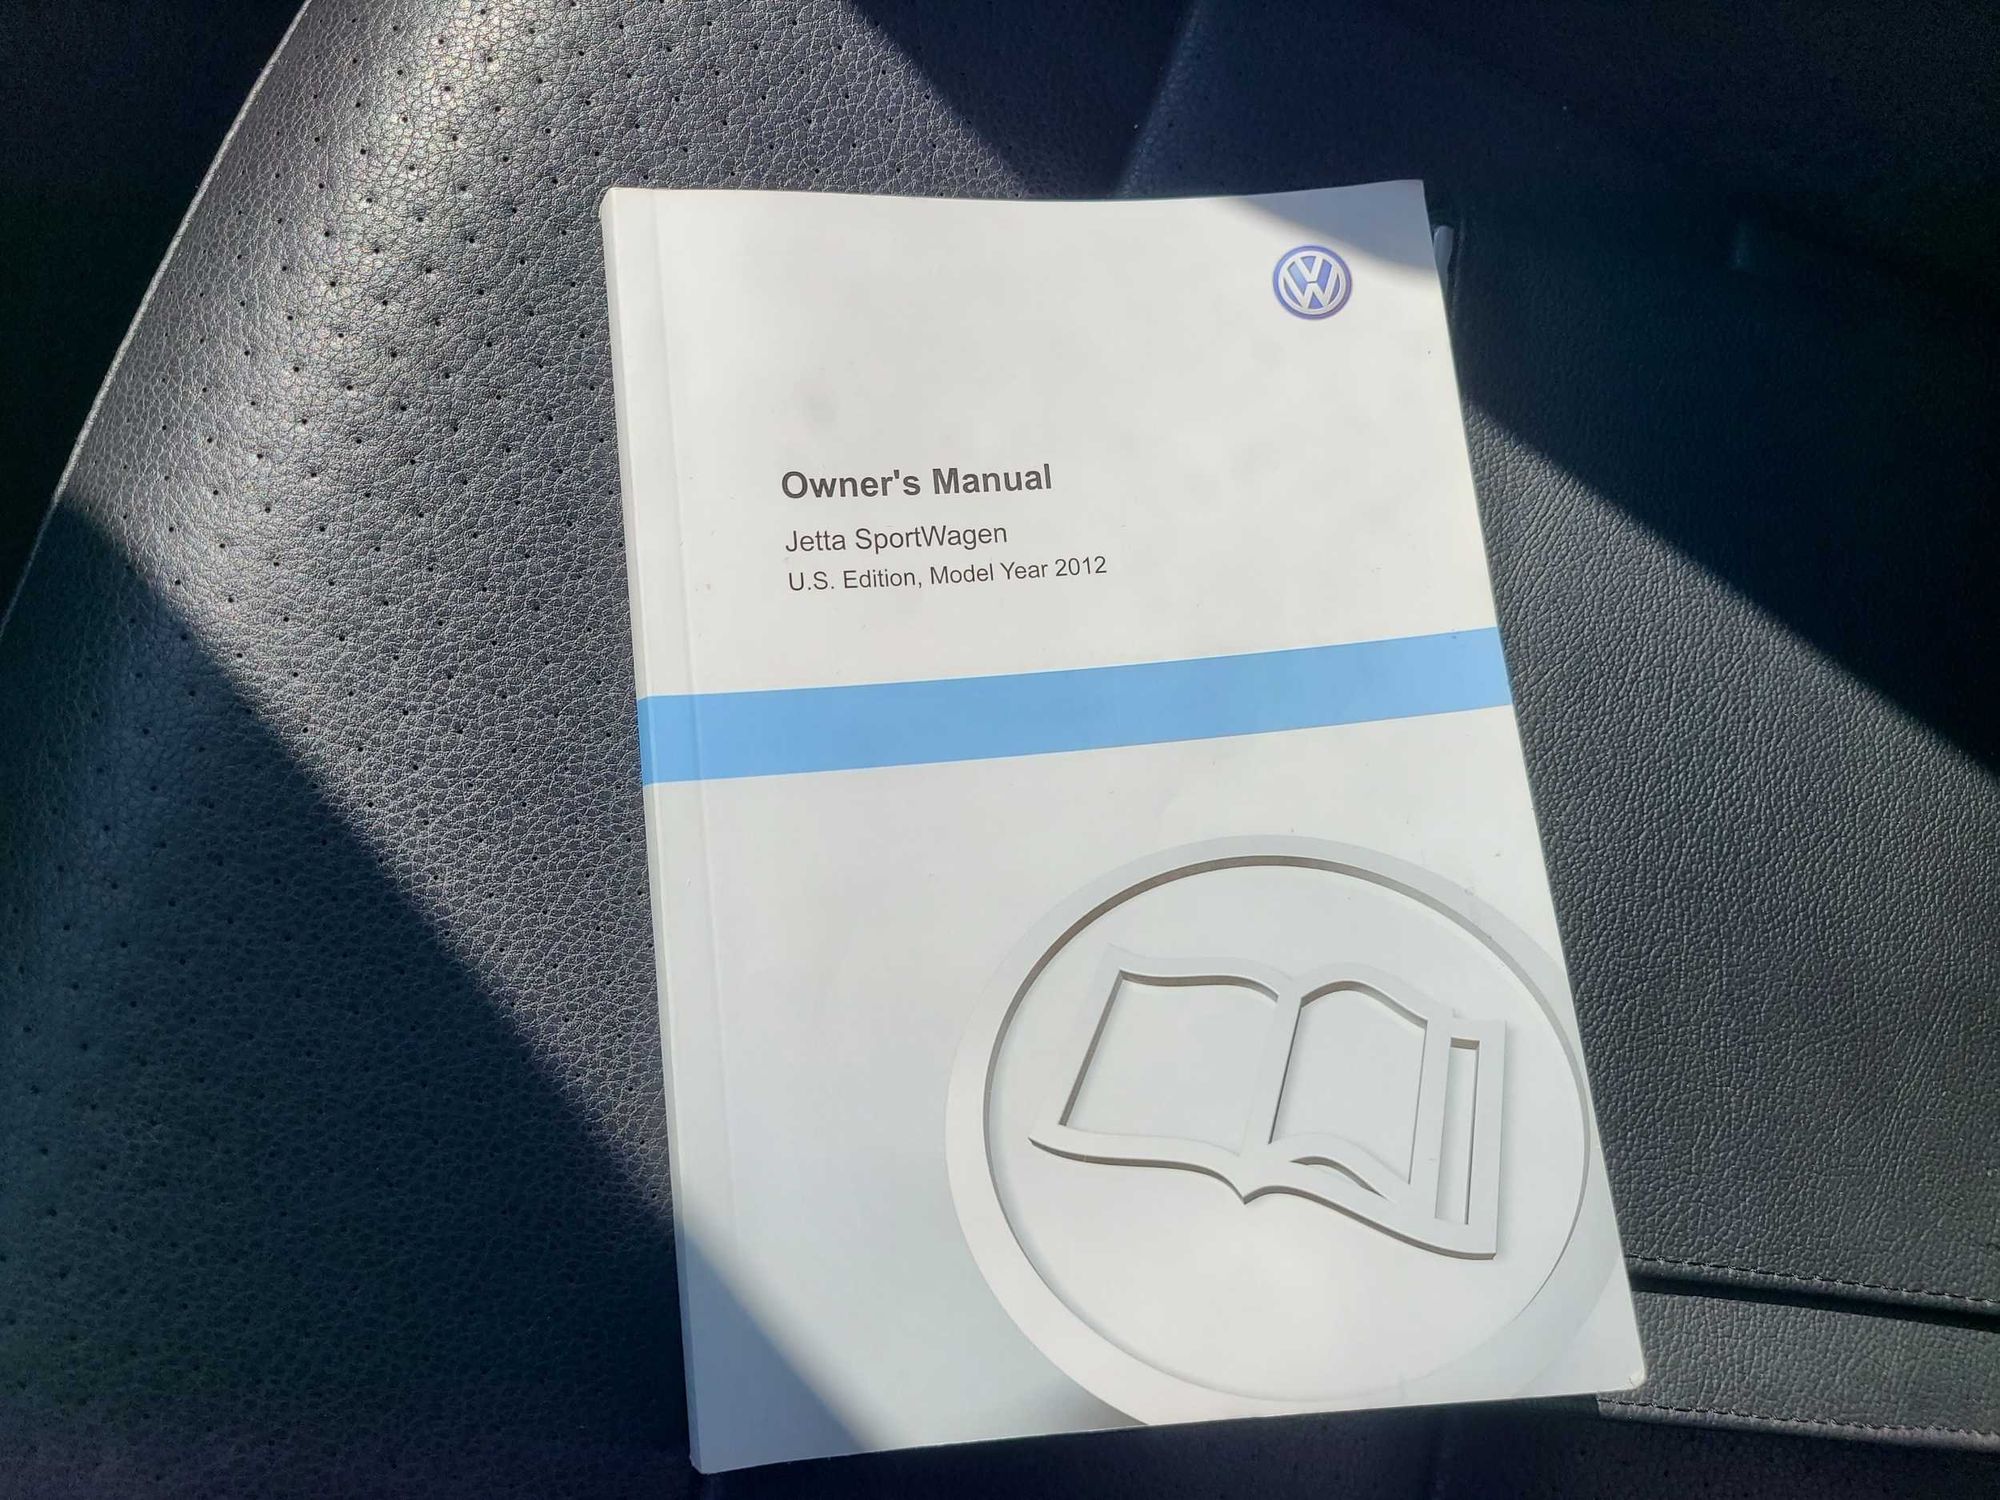 VW
Owner's Manual
Jetta SportWagen
U.S. Edition, Model Year 2012